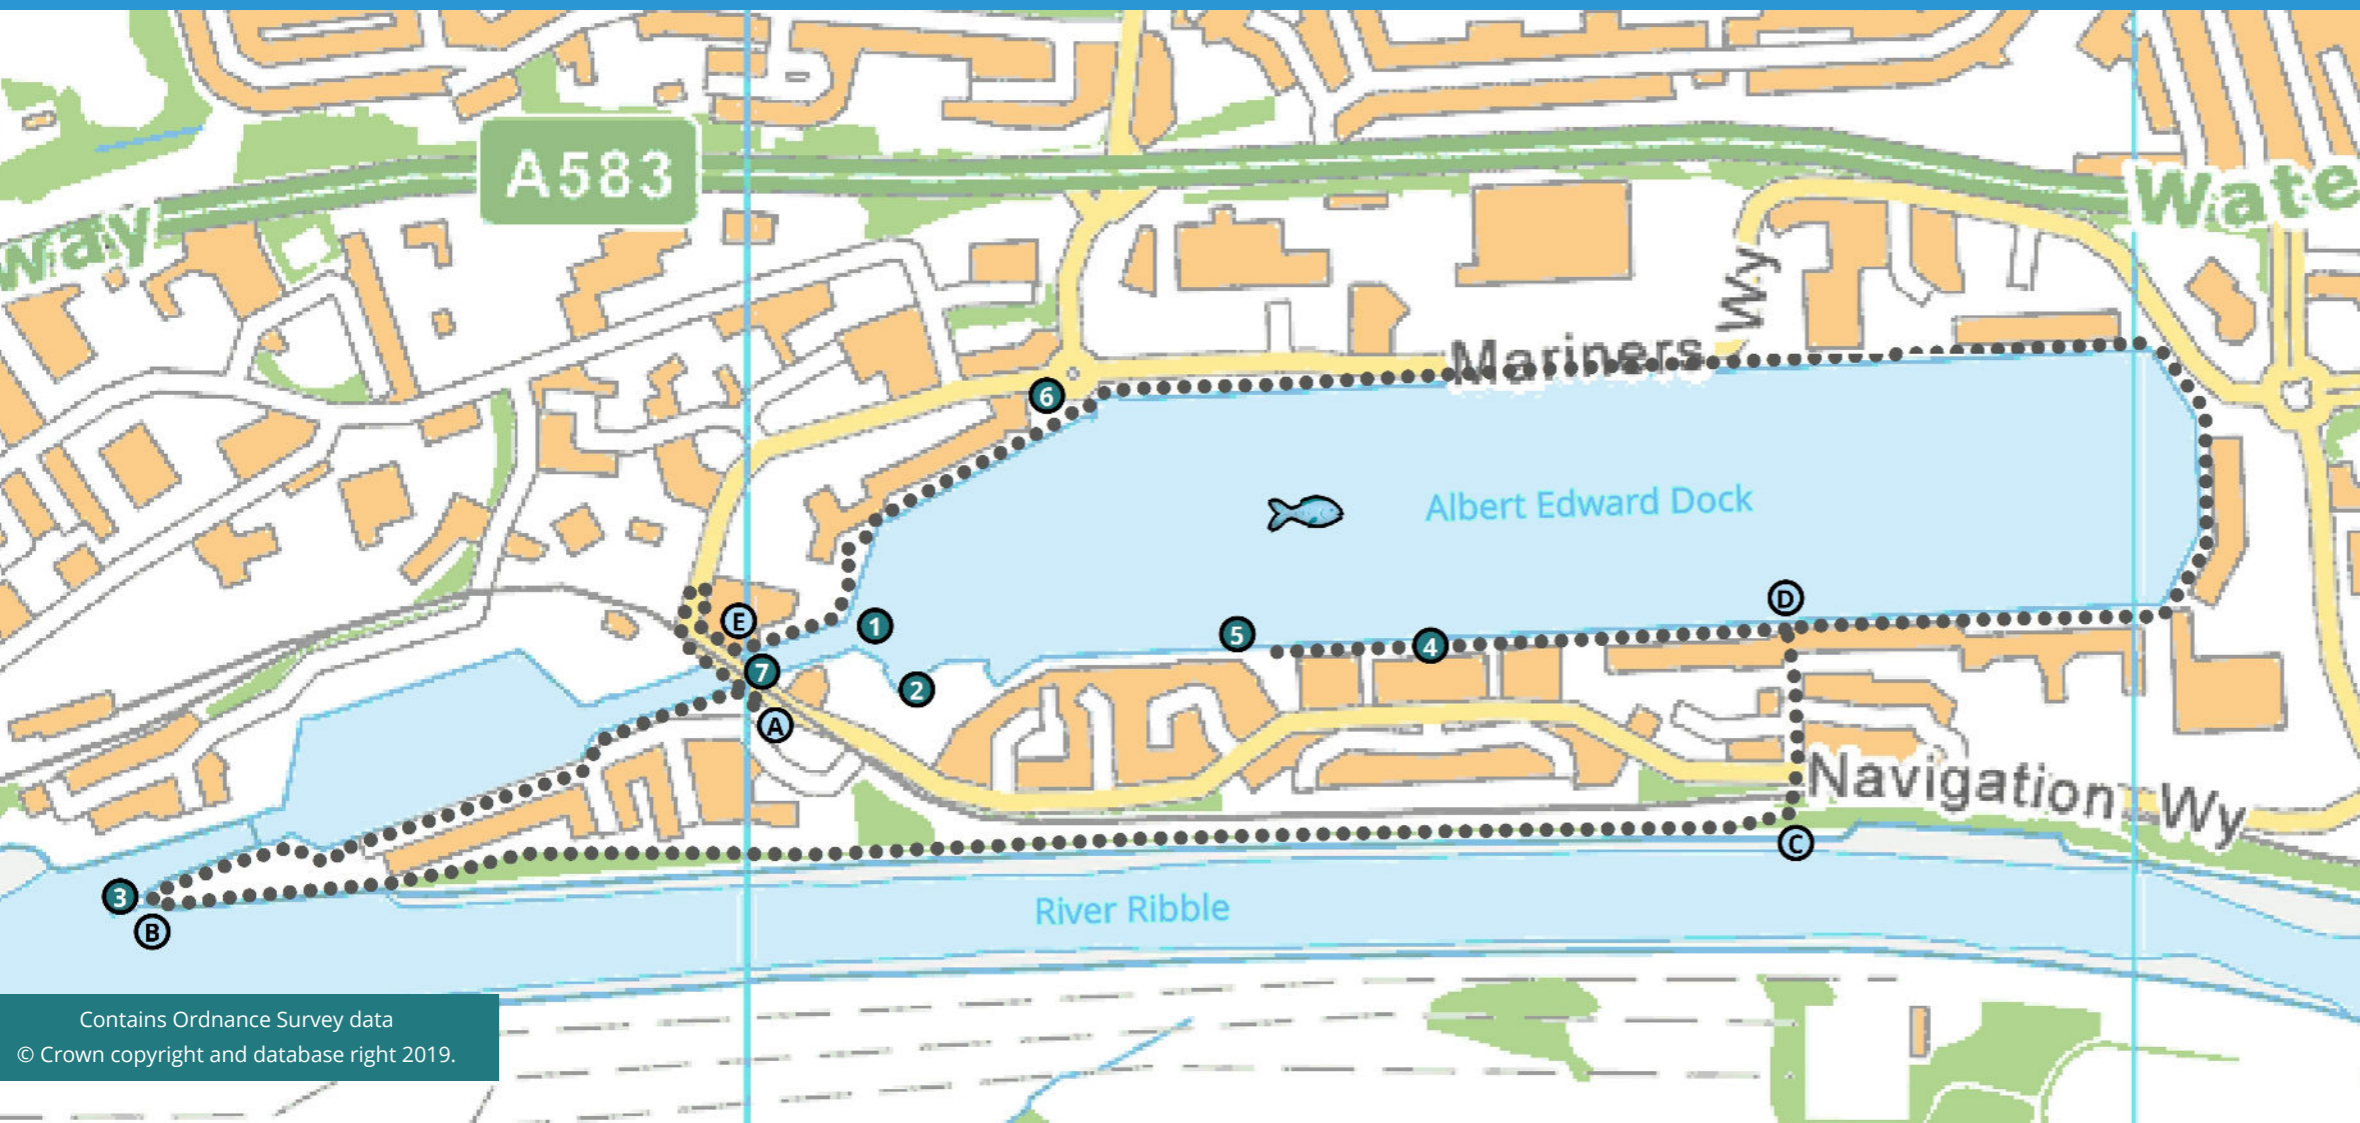 A583
way
Wate
Wy
Mariners
6
Albert Edward Dock
D
E
1
5
4
7
2
A
Navigation Wy
C
3
B
River Ribble
Contains Ordnance Survey data
© Crown copyright and database right 2019.